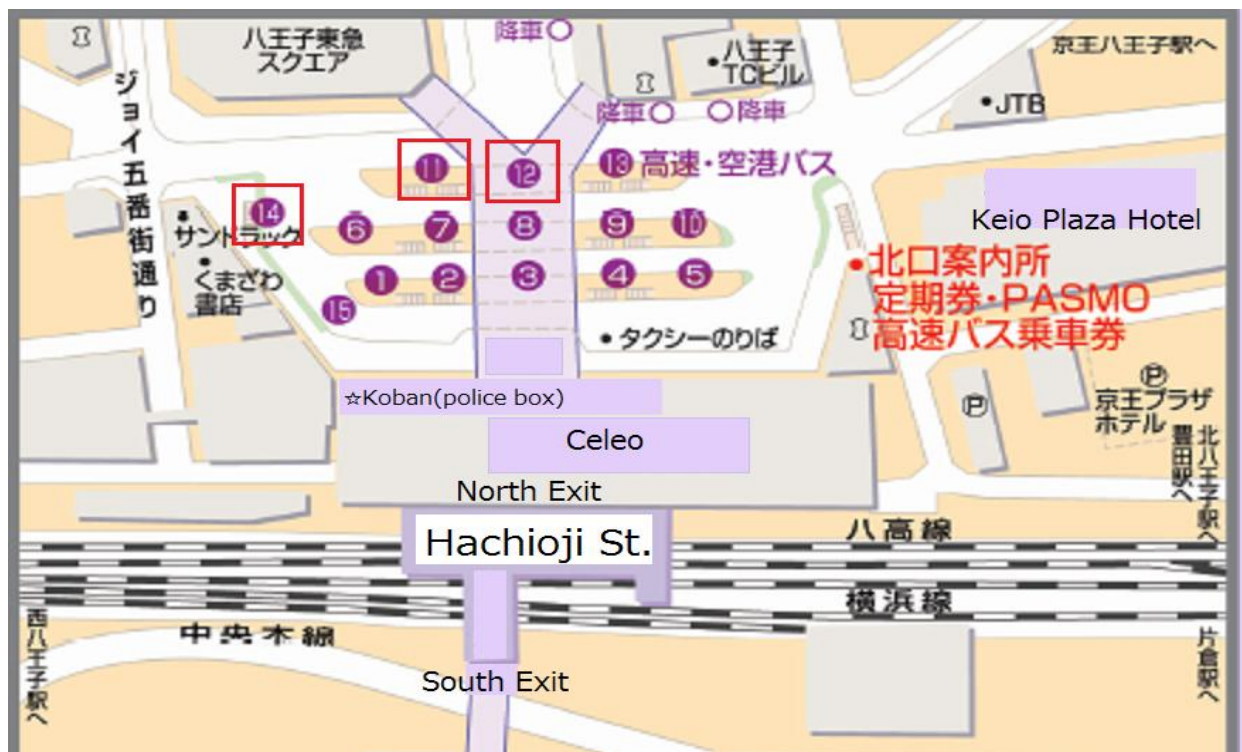 八王子東急
スクエア
降車
八王子
TCビル
京王八王子駅へ
JTB
降車
降車
ジョイ五番街通り
⑪
⑫
⑬高速・空港バス
⑭
サンドラッグ
くまざわ
書店
⑥
⑦
⑧
⑨
⑩
Keio Plaza Hotel
①
②
③
④
⑤
⑮
北口案内所
定期券・PASMO
高速バス乗車券
タクシーのりば
☆Koban(police box)
P
P
京王プラザ
ホテル
Celeo
North Exit
北八王子駅へ
豊田駅へ
Hachioji St.
八高線
横浜線
中央本線
西八王子駅へ
片倉駅へ
South Exit